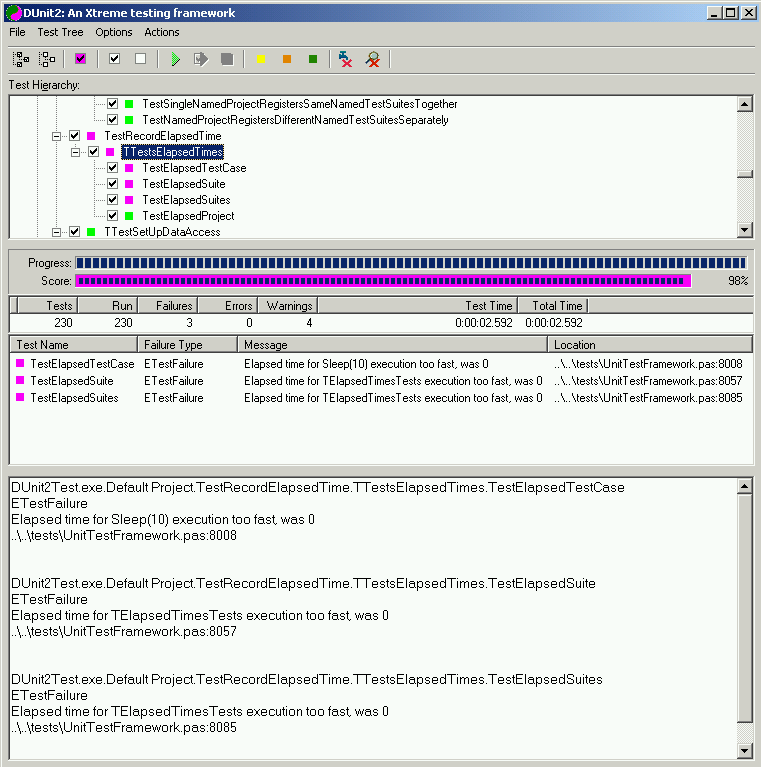 DUnit2: An Xtreme testing framework
File Test Tree Options Actions
Test Hierarchy:
TestSingleNamedProjectRegistersSameNamedTestSuitesTogether
TestNamedProjectRegistersDifferentNamedTestSuitesSeparately
TestRecordElapsedTime
TTestsElapsedTimes
TestElapsedTestCase
TestElapsedSuite
TestElapsedSuites
TestElapsedProject
TTestSetUpDataAccess
Progress:
Score: 98%
Tests Run Failures Errors Warnings Test Time Total Time
230 230 3 0 4 0:00:02.592 0:00:02.592
Test Name Failure Type Message Location
TestElapsedTestCase ETestFailure Elapsed time for Sleep(10) execution too fast, was 0 ..\..\tests\UnitTestFramework.pas:8008
TestElapsedSuite ETestFailure Elapsed time for TElapsedTimesTests execution too fast, was 0 ..\..\tests\UnitTestFramework.pas:8057
TestElapsedSuites ETestFailure Elapsed time for TElapsedTimesTests execution too fast, was 0 ..\..\tests\UnitTestFramework.pas:8085
DUnit2Test.exe.Default Project.TestRecordElapsedTime.TTestsElapsedTimes.TestElapsedTestCase
ETestFailure
Elapsed time for Sleep(10) execution too fast, was 0
..\..\tests\UnitTestFramework.pas:8008
DUnit2Test.exe.Default Project.TestRecordElapsedTime.TTestsElapsedTimes.TestElapsedSuite
ETestFailure
Elapsed time for TElapsedTimesTests execution too fast, was 0
..\..\tests\UnitTestFramework.pas:8057
DUnit2Test.exe.Default Project.TestRecordElapsedTime.TTestsElapsedTimes.TestElapsedSuites
ETestFailure
Elapsed time for TElapsedTimesTests execution too fast, was 0
..\..\tests\UnitTestFramework.pas:8085